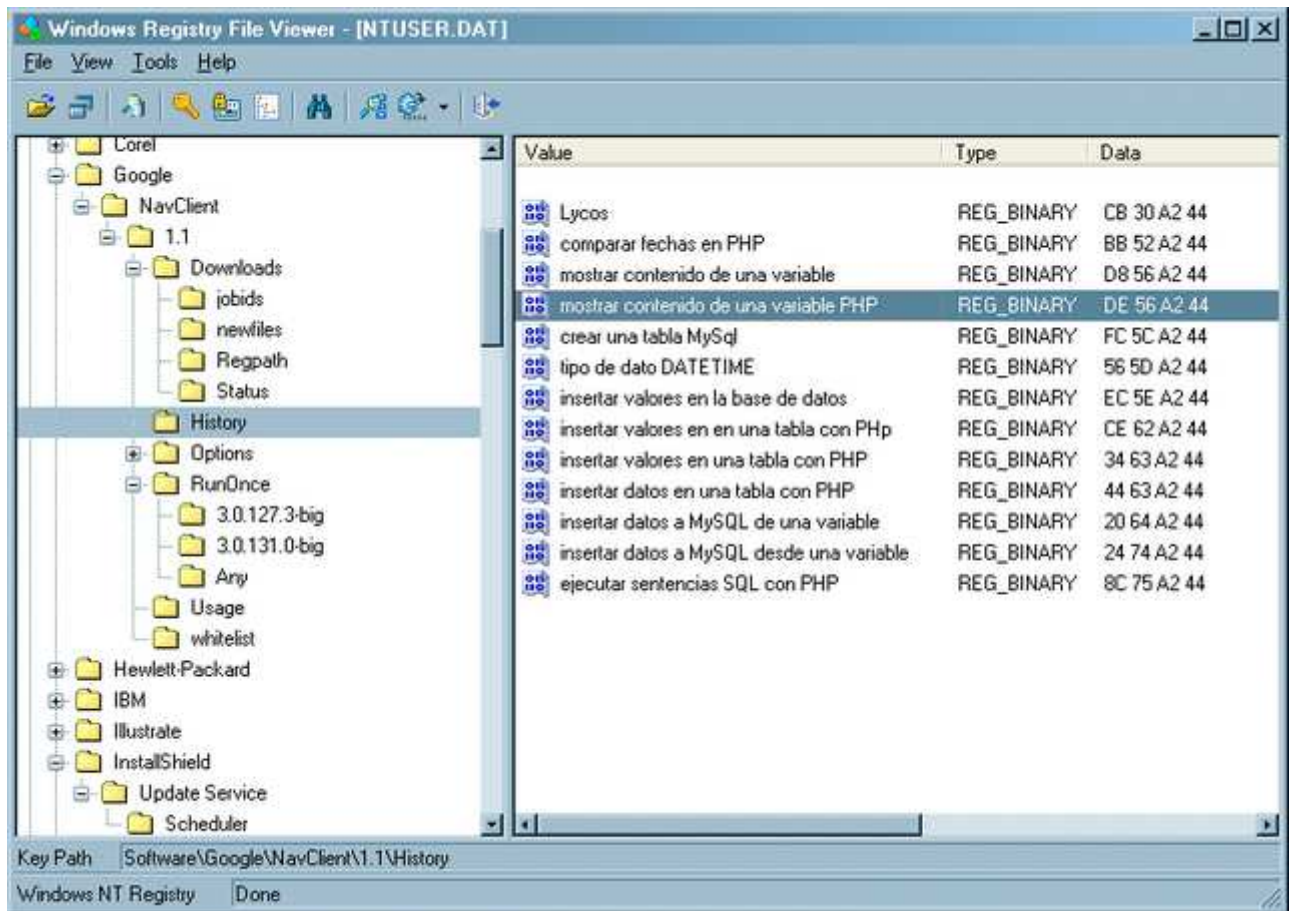 Windows Registry File Viewer - [NTUSER.DAT]
File View Tools Help
Corel
Google
NavClient
1.1
Downloads
jobids
newfiles
Regpath
Status
History
Options
RunOnce
3.0.127.3-big
3.0.131.0-big
Any
Usage
whitelist
Hewlett-Packard
IBM
Illustrate
InstallShield
Update Service
Scheduler
Value Type Data
Lycos REG_BINARY CB 30 A2 44
comparar fechas en PHP REG_BINARY BB 52 A2 44
mostrar contenido de una variable REG_BINARY D8 56 A2 44
mostrar contenido de una variable PHP REG_BINARY DE 56 A2 44
crear una tabla MySql REG_BINARY FC 5C A2 44
tipo de dato DATETIME REG_BINARY 56 5D A2 44
insertar valores en la base de datos REG_BINARY EC 5E A2 44
insertar valores en en una tabla con PHp REG_BINARY CE 62 A2 44
insertar valores en una tabla con PHP REG_BINARY 34 63 A2 44
insertar datos en una tabla con PHP REG_BINARY 44 63 A2 44
insertar datos a MySQL de una variable REG_BINARY 20 64 A2 44
insertar datos a MySQL desde una variable REG_BINARY 24 74 A2 44
ejecutar sentencias SQL con PHP REG_BINARY 8C 75 A2 44
Key Path Software\Google\NavClient\1.1\History
Windows NT Registry Done